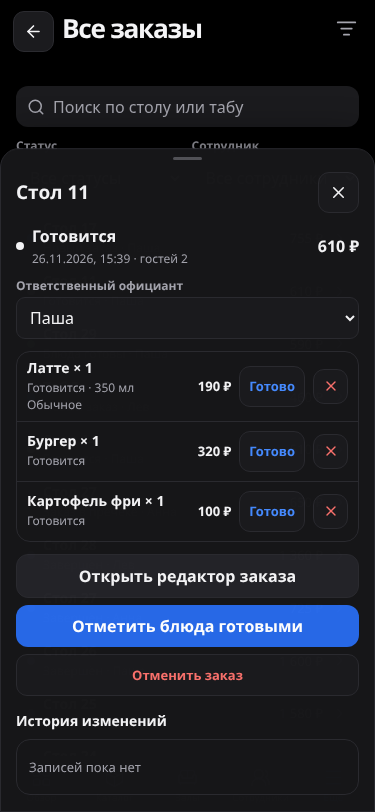 Все заказы
Поиск по столу или табу
Статус
Сотрудник
Стол 11
Готовится
610 ₽
26.11.2026, 15:39 · гостей 2
Ответственный официант
Паша
Латте × 1
Готовится · 350 мл
Обычное
190 ₽
Готово
Бургер × 1
Готовится
320 ₽
Готово
Картофель фри × 1
Готовится
100 ₽
Готово
Открыть редактор заказа
Отметить блюда готовыми
Отменить заказ
История изменений
Записей пока нет